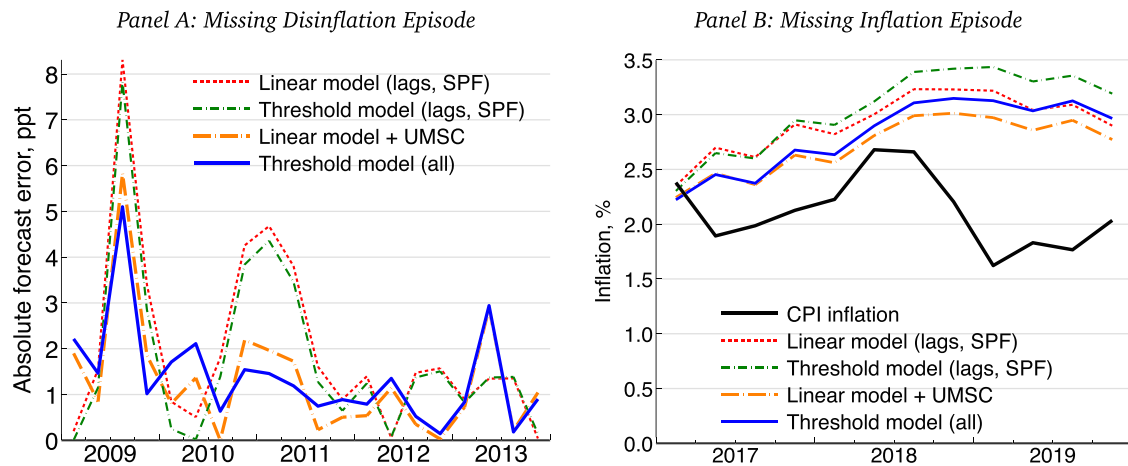 Panel A: Missing Disinflation Episode
Absolute forecast error, ppt
8
7
6
5
4
3
2
1
0
Linear model (lags, SPF)
Threshold model (lags, SPF)
Linear model + UMSC
Threshold model (all)
2009
2010
2011
2012
2013
Panel B: Missing Inflation Episode
Inflation, %
3.5
3.0
2.5
2.0
1.5
1.0
0.5
0.0
CPI inflation
Linear model (lags, SPF)
Threshold model (lags, SPF)
Linear model + UMSC
Threshold model (all)
2017
2018
2019